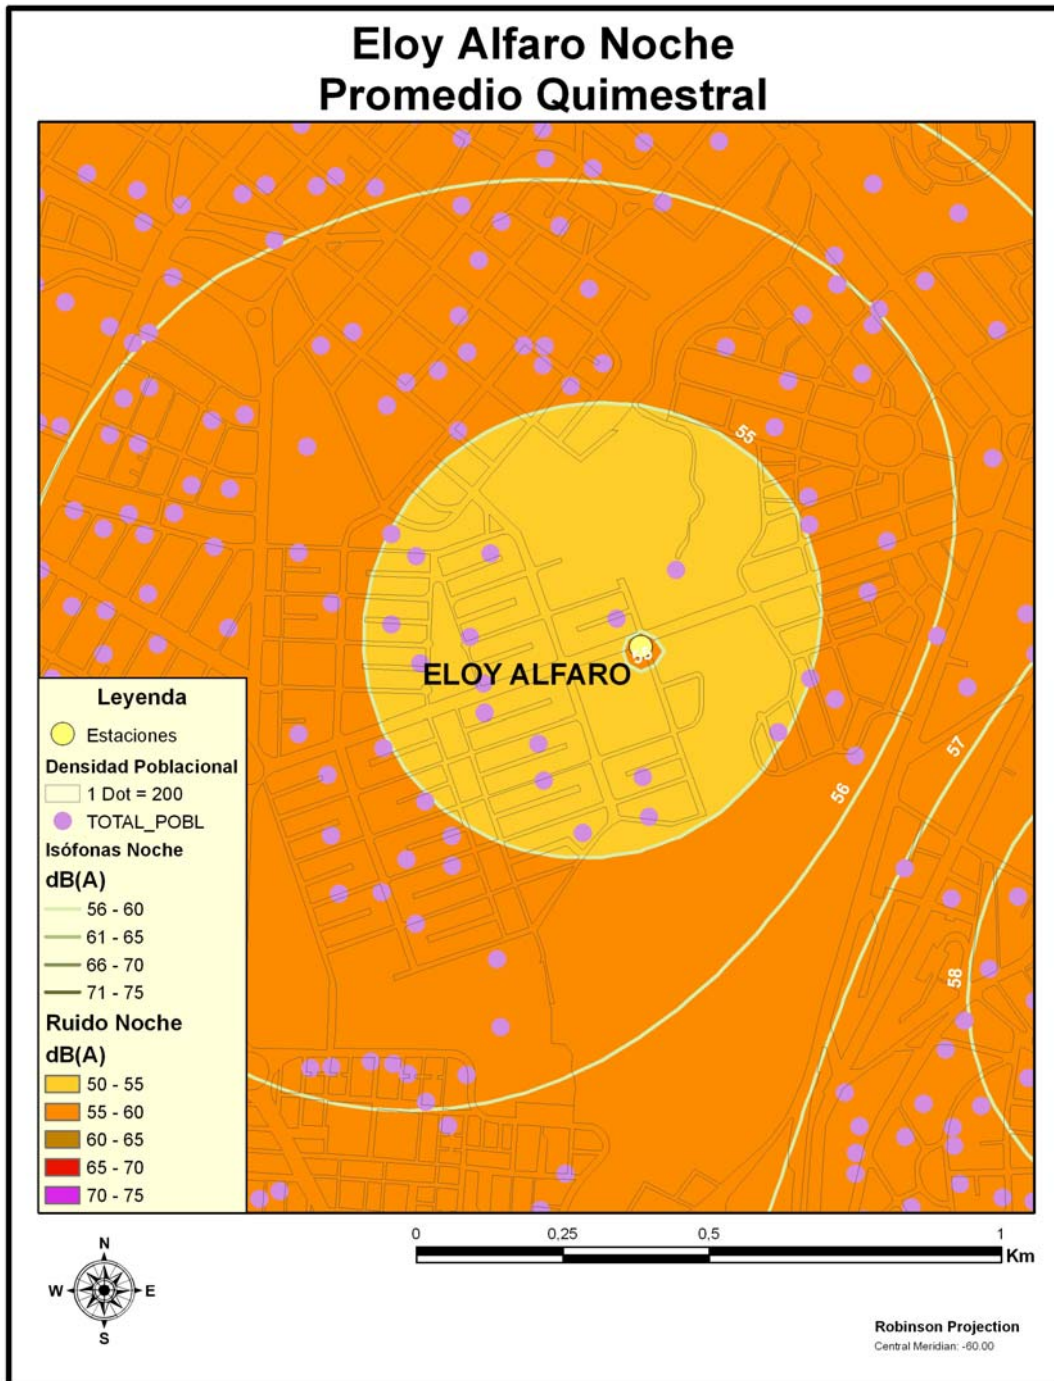 Eloy Alfaro Noche
Promedio Quimestral
55
ELOY ALFARO
57
56
58
Leyenda
Estaciones
Densidad Poblacional
1 Dot = 200
TOTAL_POBL
Isófonas Noche
dB(A)
56 - 60
61 - 65
66 - 70
71 - 75
Ruido Noche
dB(A)
50 - 55
55 - 60
60 - 65
65 - 70
70 - 75
0 0,25 0,5 1
Km
N
W E
S
Robinson Projection
Central Meridian: -60.00